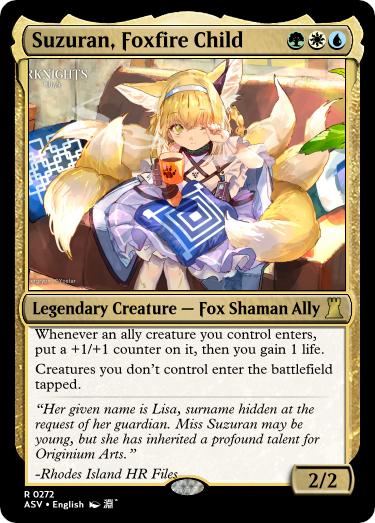 Suzuran, Foxfire Child
RKNIGHTS
Legendary Creature — Fox Shaman Ally
Whenever an ally creature you control enters,
put a +1/+1 counter on it, then you gain 1 life.
Creatures you don't control enter the battlefield
tapped.
“Her given name is Lisa, surname hidden at the
request of her guardian. Miss Suzuran may be
young, but she has inherited a profound talent for
Originium Arts.”
-Rhodes Island HR Files
2/2
R 0272
ASV • English 淵*